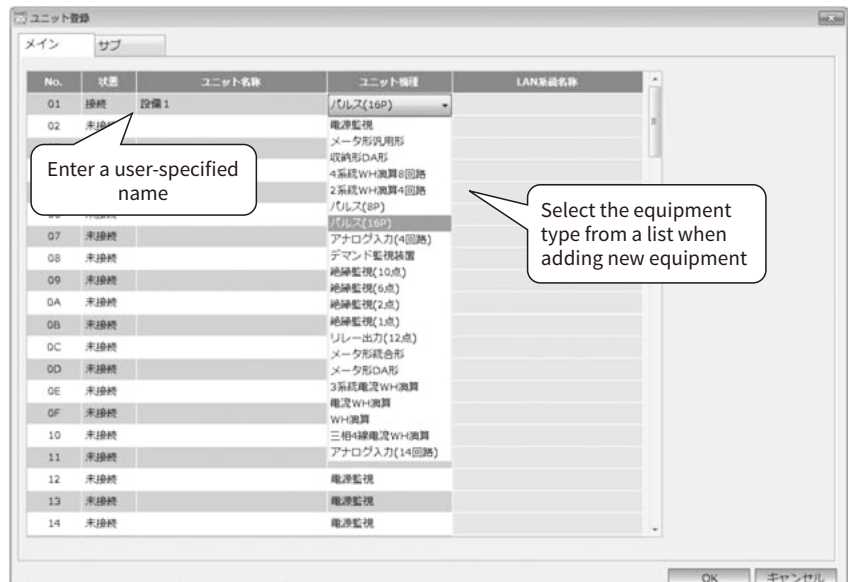 ユニット登録
メイン サブ
No. 状態 ユニット名称 ユニット機種 LAN系統名称
01 接続 設備1 パルス(16P)
02 未接続 電源監視
メータ形汎用形
収納形DA形
4系統WH演算8回路
Enter a user-specified
name
2系統WH演算4回路
パルス(8P)
パルス(16P)
Select the equipment
type from a list when
adding new equipment
07 未接続 アナログ入力(4回路)
08 未接続 デマンド監視装置
09 未接続 絶縁監視(10点)
絶縁監視(6点)
0A 未接続 絶縁監視(2点)
0B 未接続 絶縁監視(1点)
リレー出力(12点)
0C 未接続 メータ形統合形
0D 未接続 メータ形DA形
0E 未接続 3系統電流WH演算
電流WH演算
0F 未接続 WH演算
10 未接続 三相4線電流WH演算
11 未接続 アナログ入力(14回路)
12 未接続 電源監視
13 未接続 電源監視
14 未接続 電源監視
OK キャンセル